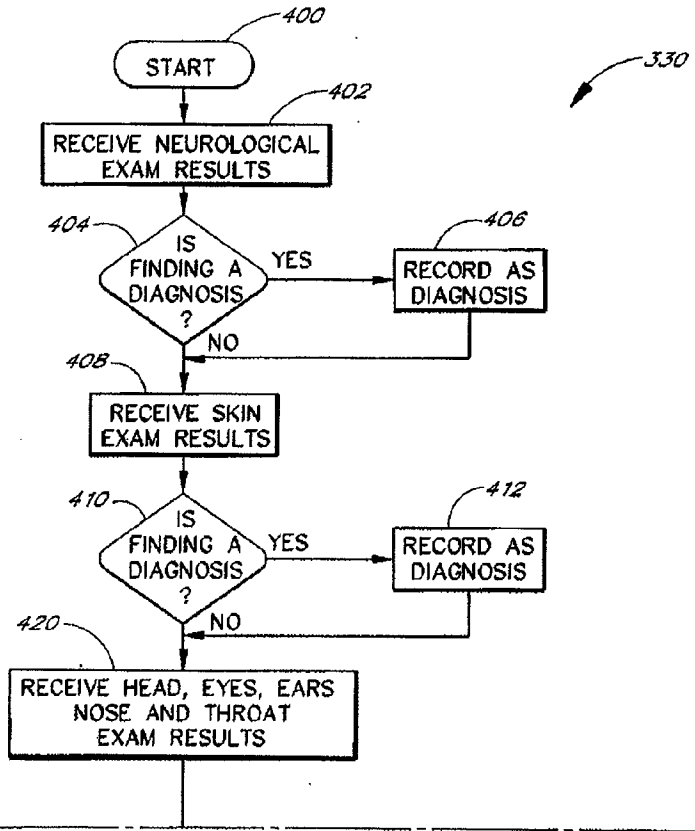 400
START
330
402
RECEIVE NEUROLOGICAL
EXAM RESULTS
404
IS
FINDING A
DIAGNOSIS
?
YES
406
RECORD AS
DIAGNOSIS
NO
408
RECEIVE SKIN
EXAM RESULTS
410
IS
FINDING A
DIAGNOSIS
?
YES
412
RECORD AS
DIAGNOSIS
NO
420
RECEIVE HEAD, EYES, EARS
NOSE AND THROAT
EXAM RESULTS